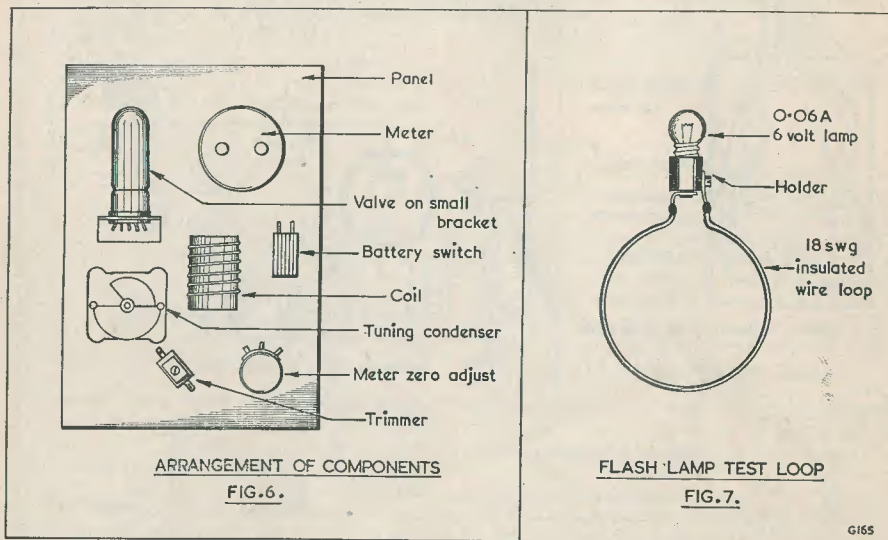 Panel
Meter
Valve on small
bracket
Battery switch
Coil
Tuning condenser
Meter zero adjust
Trimmer
ARRANGEMENT OF COMPONENTS
FIG.6.
0·06A
6 volt lamp
Holder
18 swg
insulated
wire loop
FLASH LAMP TEST LOOP
FIG.7.
G165